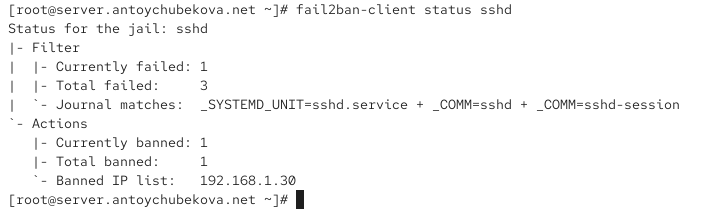 [root@server.antoychubekova.net ~]# fail2ban-client status sshd
Status for the jail: sshd
|- Filter
|  |- Currently failed: 1
|  |- Total failed:     3
|  `- Journal matches:  _SYSTEMD_UNIT=sshd.service + _COMM=sshd + _COMM=sshd-session
`- Actions
   |- Currently banned: 1
   |- Total banned:     1
   `- Banned IP list:   192.168.1.30
[root@server.antoychubekova.net ~]#